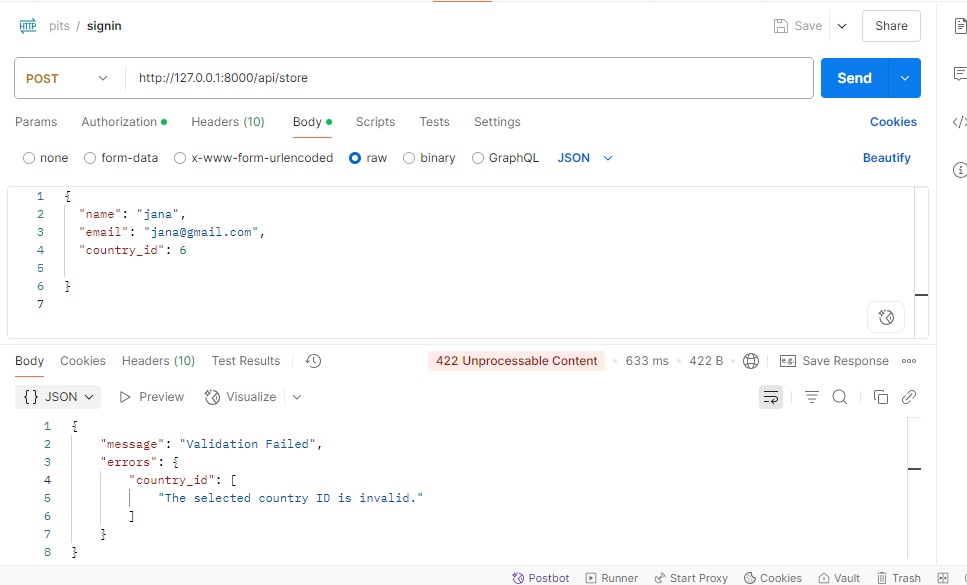 HTTP pits / signin Save Share
POST http://127.0.0.1:8000/api/store Send
Params Authorization Headers (10) Body Scripts Tests Settings Cookies
none form-data x-www-form-urlencoded raw binary GraphQL JSON Beautify
1 {
2 "name": "jana",
3 "email": "jana@gmail.com",
4 "country_id": 6
5
6 }
7
Body Cookies Headers (10) Test Results 422 Unprocessable Content • 633 ms • 422 B e.g. Save Response
{} JSON Preview Visualize
1 {
2 "message": "Validation Failed",
3 "errors": {
4 "country_id": [
5 "The selected country ID is invalid."
6 ]
7 }
8 }
Postbot Runner Start Proxy Cookies Vault Trash